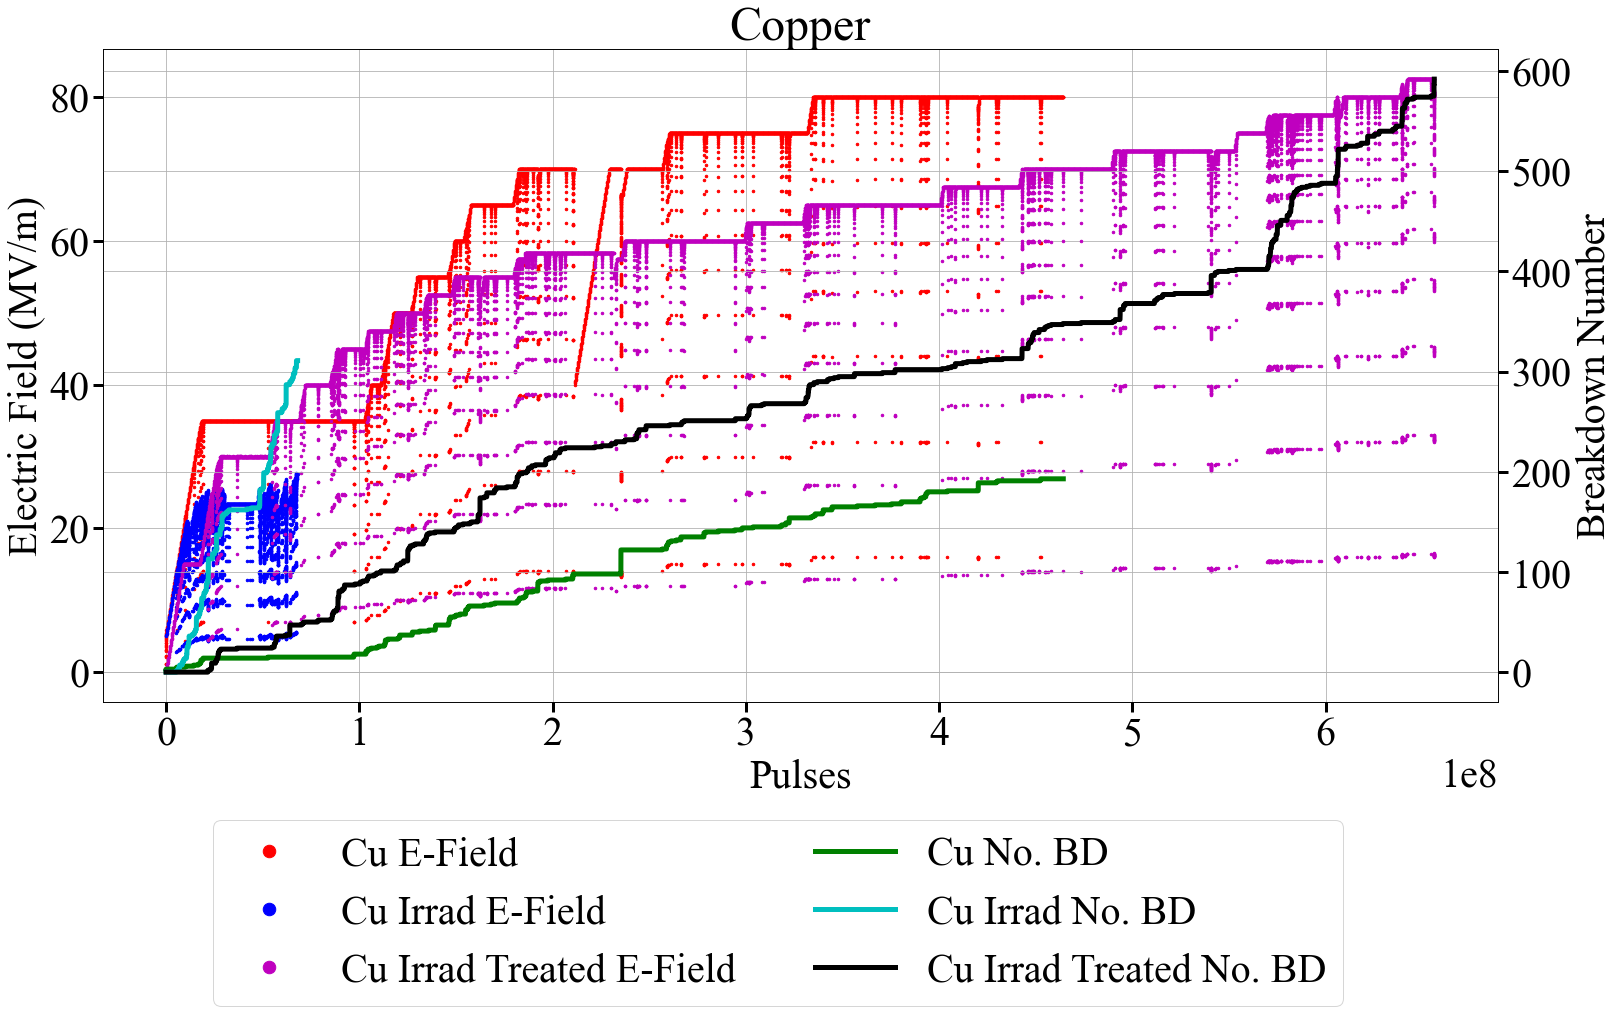 Copper
80
60
40
20
0
Electric Field (MV/m)
600
500
400
300
200
100
0
Breakdown Number
0 1 2 3 4 5 6
Pulses
1e8
Cu E-Field
Cu Irrad E-Field
Cu Irrad Treated E-Field
Cu No. BD
Cu Irrad No. BD
Cu Irrad Treated No. BD